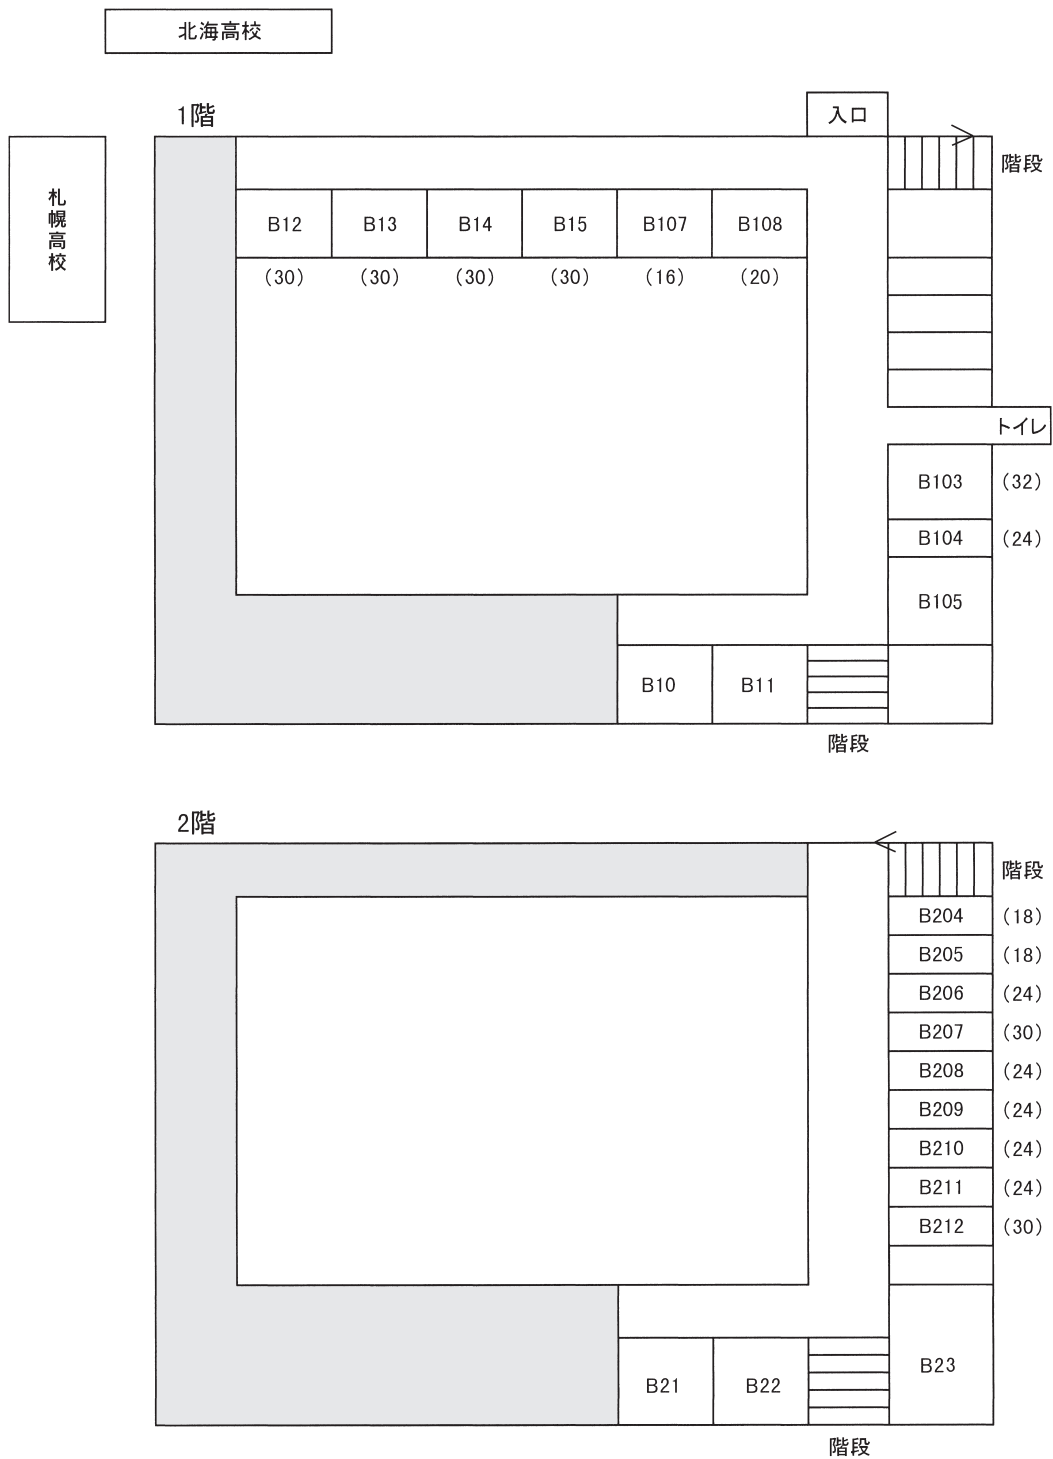 北海高校
1階
入口
階段
札幌高校
B12 B13 B14 B15 B107 B108
（30） （30） （30） （30） （16） （20）
トイレ
B103 （32）
B104 （24）
B105
B10 B11
階段
2階
階段
B204 （18）
B205 （18）
B206 （24）
B207 （30）
B208 （24）
B209 （24）
B210 （24）
B211 （24）
B212 （30）
B23
B21 B22
階段